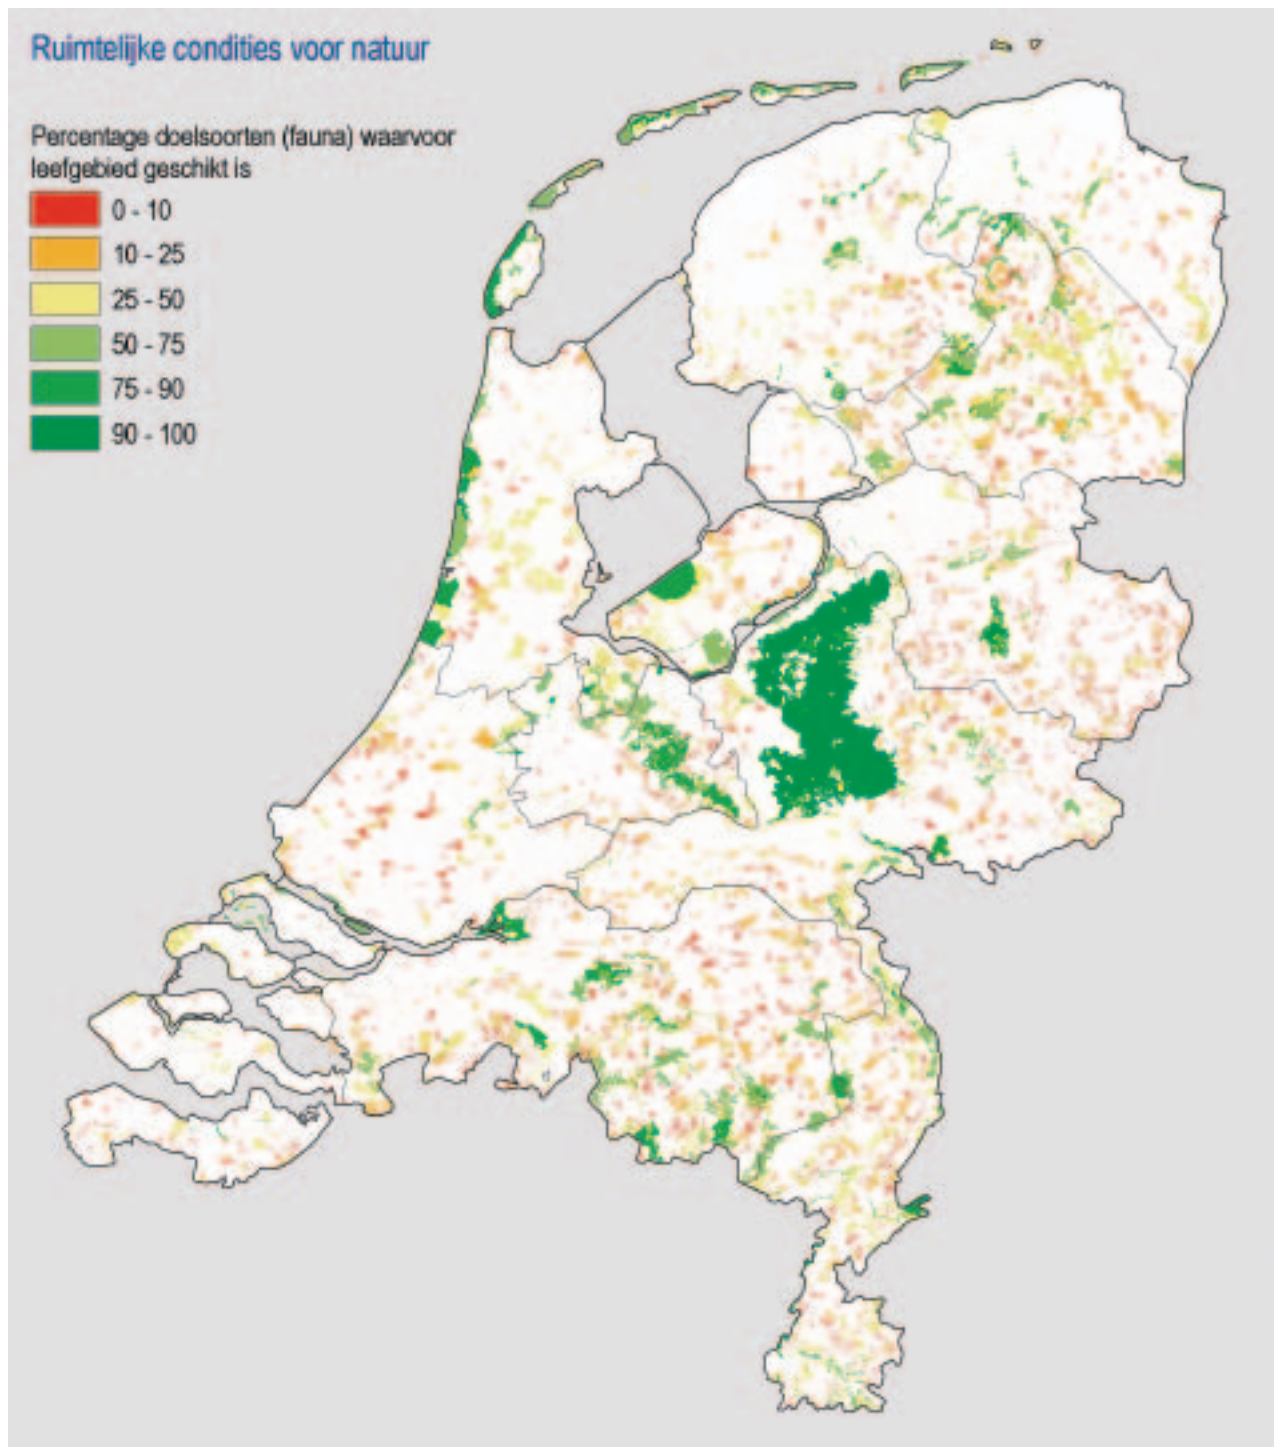 Ruimtelijke condities voor natuur
Percentage doelsoorten (fauna) waarvoor
leefgebied geschikt is
0 - 10
10 - 25
25 - 50
50 - 75
75 - 90
90 - 100